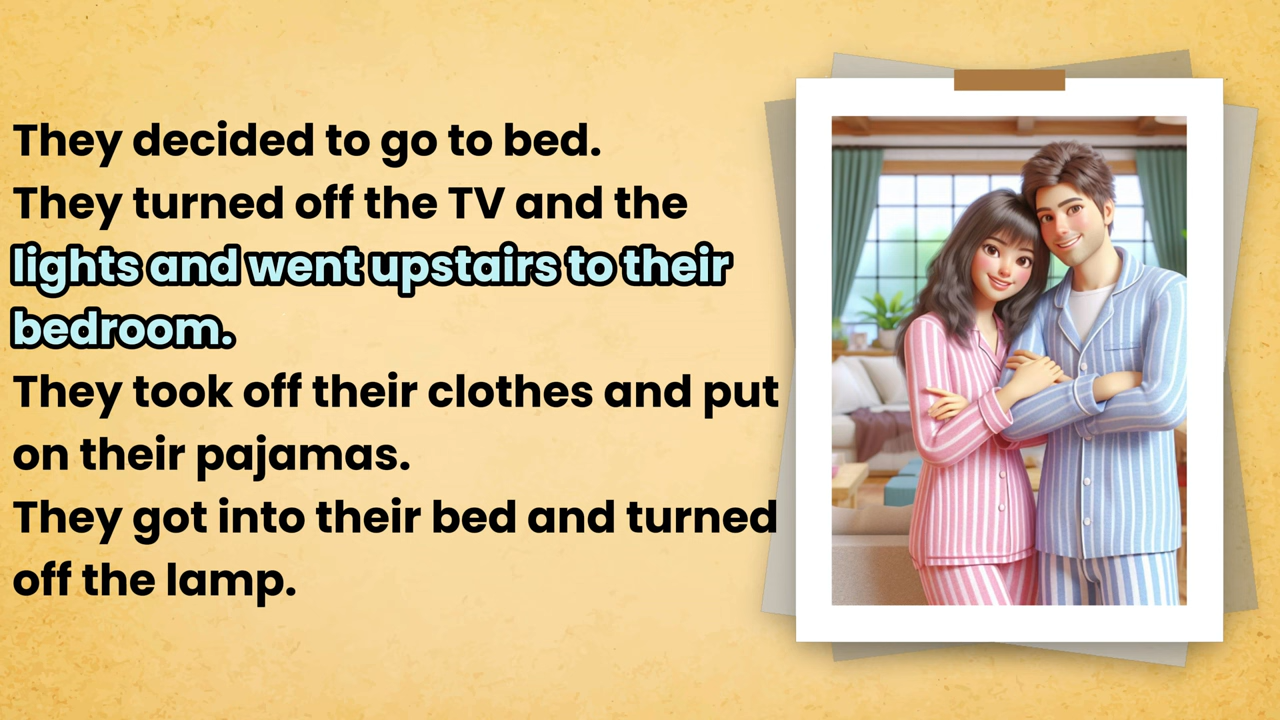 They decided to go to bed.
They turned off the TV and the
lights and went upstairs to their
bedroom.
They took off their clothes and put
on their pajamas.
They got into their bed and turned
off the lamp.